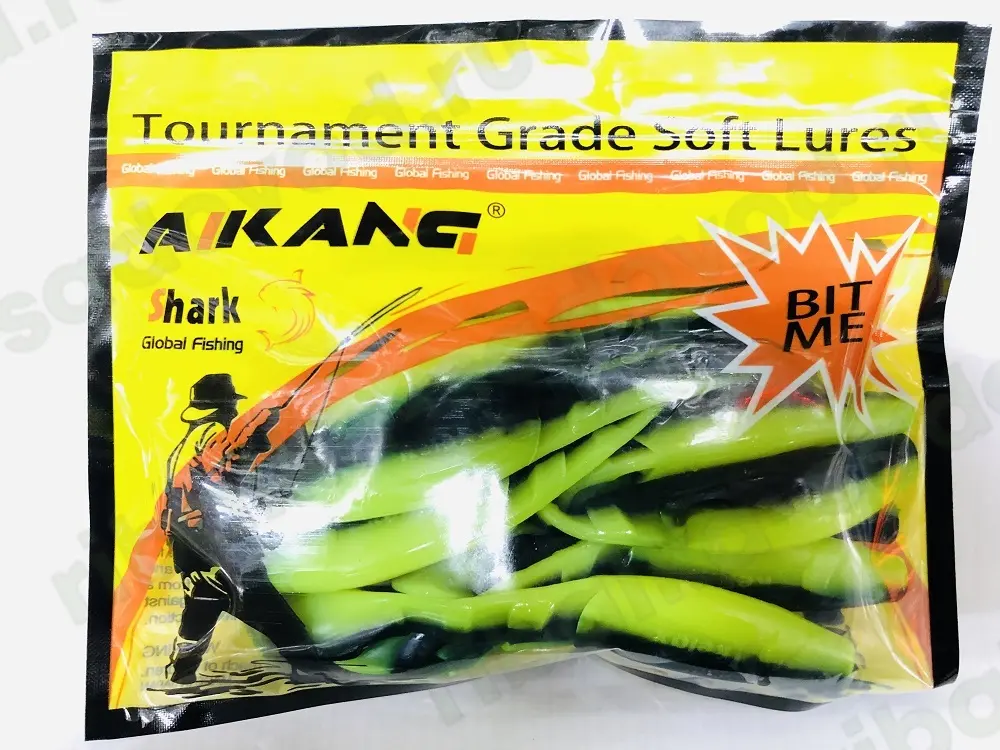 Tournament Grade Soft Lures
Global Fishing Global Fishing Global Fishing Global Fishing Global Fishing Global Fishing Global Fishing Global Fishing Global Fishing
AIKANG®
BIT
ME
Shark
Global Fishing